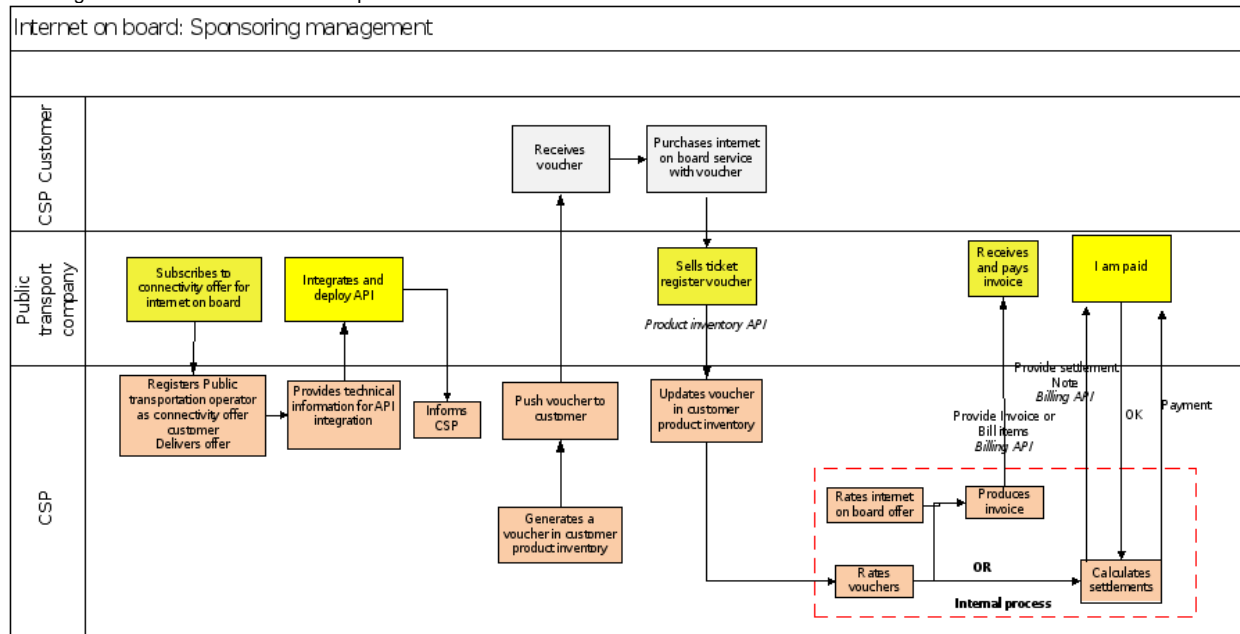 Internet on board: Sponsoring management
CSP Customer
Receives
voucher
Purchases internet
on board service
with voucher
Public
transport
company
Subscribes to
connectivity offer for
internet on board
Integrates and
deploy API
Sells ticket
register voucher
Product inventory API
Receives
and pays
invoice
I am paid
CSP
Registers Public
transportation operator
as connectivity offer
customer
Delivers offer
Provides technical
information for API
integration
Informs
CSP
Push voucher to
customer
Generates a
voucher in customer
product inventory
Updates voucher
in customer
product inventory
Provide settlement
Note
Billing API
Provide Invoice or
Bill items
Billing API
OK
Payment
Rates internet
on board offer
Produces
invoice
Rates
vouchers
OR
Calculates
settlements
Internal process